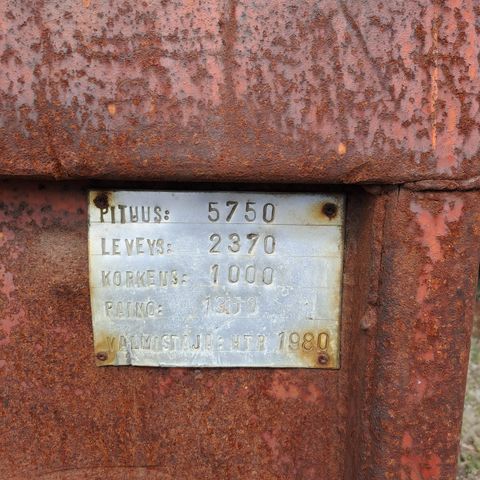 PITUUS: 5750
LEVEYS: 2370
KORKEUS: 1000
PAINO:
VALMISTAJA: HTR 1980